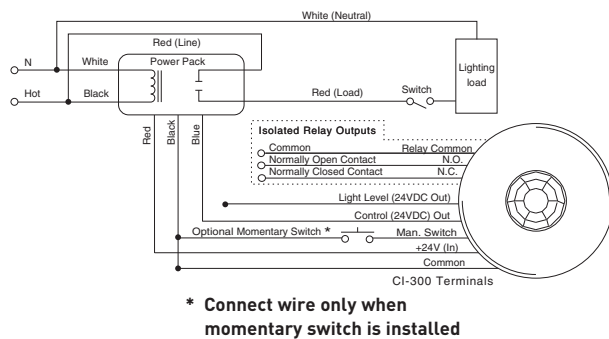 White (Neutral)
Red (Line)
N
White
Power Pack
Lighting
load
Hot
Black
Red (Load)
Switch
Red
Black
Blue
Isolated Relay Outputs
Common
Relay Common
Normally Open Contact
N.O.
Normally Closed Contact
N.C.
Light Level (24VDC Out)
Control (24VDC) Out
Optional Momentary Switch *
Man. Switch
+24V (In)
Common
CI-300 Terminals
* Connect wire only when
momentary switch is installed